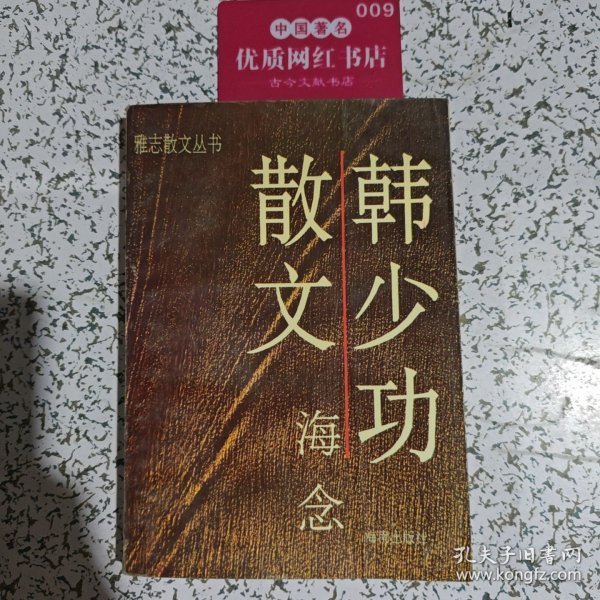 009
中国著名
优质网红书店
古今文献书店
雅志散文丛书
韩少功
散文
海念
海南出版社
孔夫子旧书网
www.kongfz.com